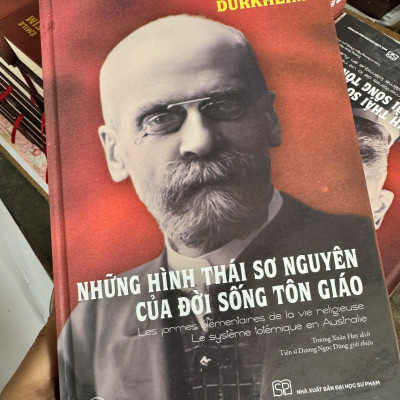 DURKHEIM
NHỮNG HÌNH THÁI SƠ NGUYÊN
CỦA ĐỜI SỐNG TÔN GIÁO
Les formes élémentaires de la vie religieuse:
Le système totémique en Australie
Trương Xuân Huy dịch
Tiến sĩ Dương Ngọc Dũng giới thiệu
NHÀ XUẤT BẢN ĐẠI HỌC SƯ PHẠM